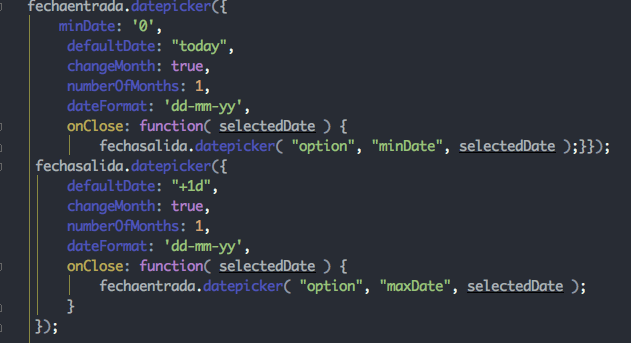 fechaentrada.datepicker({
minDate: '0',
defaultDate: "today",
changeMonth: true,
numberOfMonths: 1,
dateFormat: 'dd-mm-yy',
onClose: function( selectedDate ) {
fechasalida.datepicker( "option", "minDate", selectedDate );}});
fechasalida.datepicker({
defaultDate: "+1d",
changeMonth: true,
numberOfMonths: 1,
dateFormat: 'dd-mm-yy',
onClose: function( selectedDate ) {
fechaentrada.datepicker( "option", "maxDate", selectedDate );
}
});